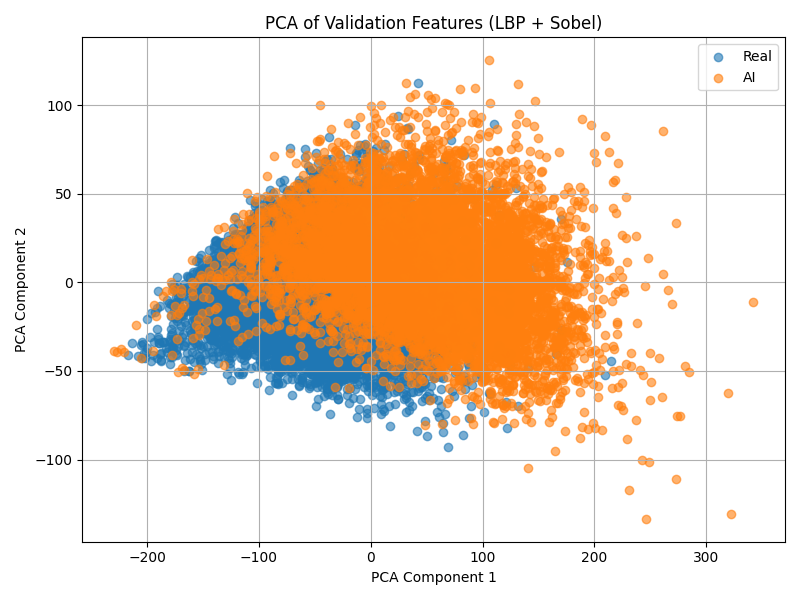 PCA of Validation Features (LBP + Sobel)
Real
AI
PCA Component 2
100
50
0
−50
−100
−200
−100
0
100
200
300
PCA Component 1